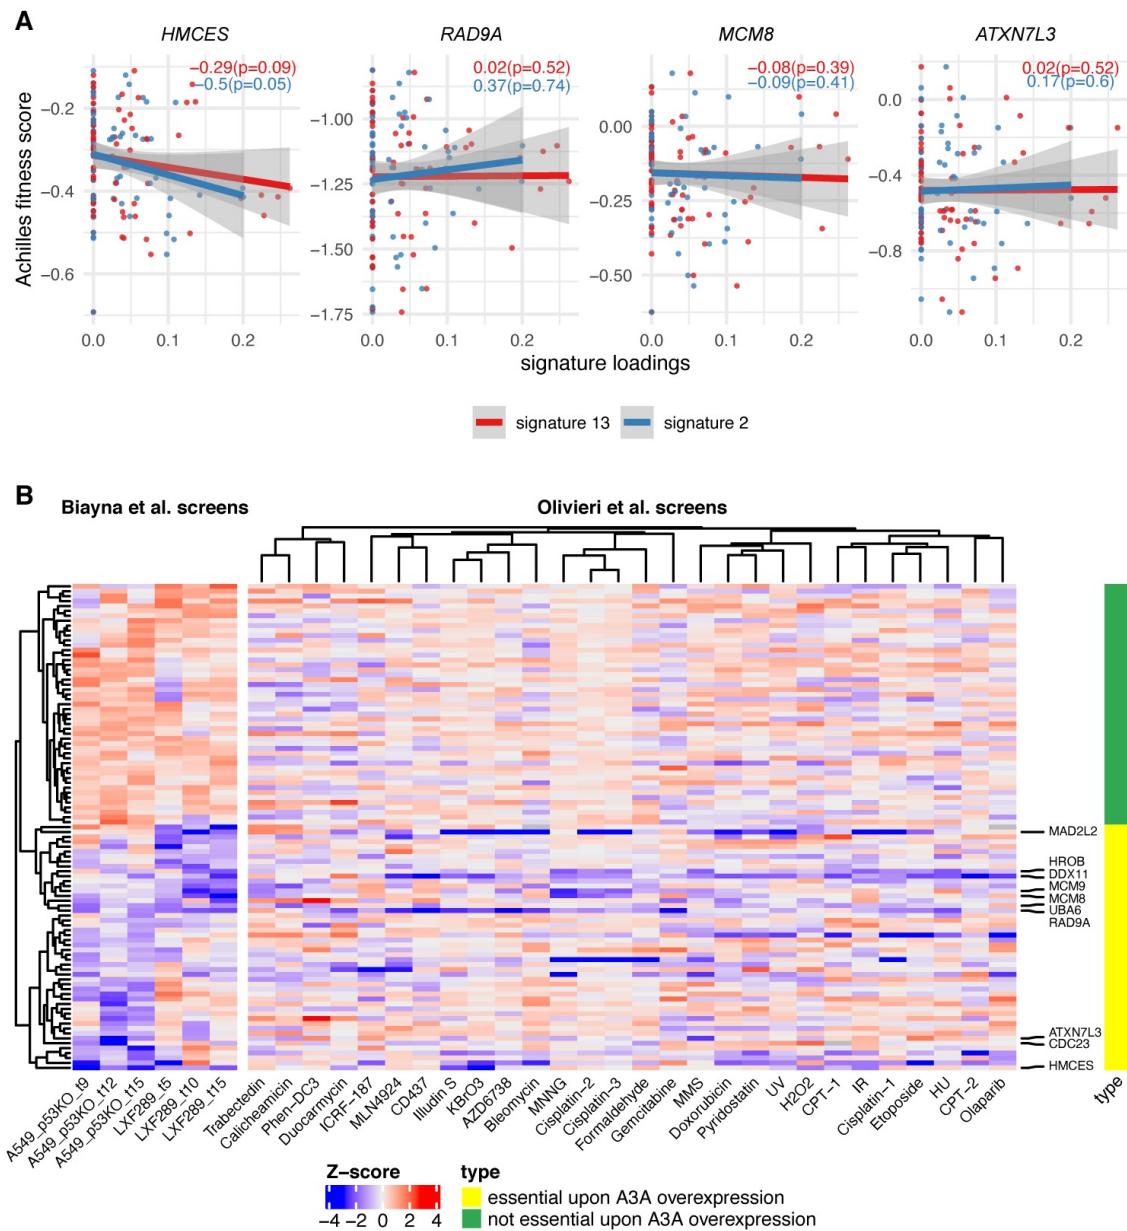 A
HMCES
RAD9A
MCM8
ATXN7L3
−0.29(p=0.09)
−0.5(p=0.05)
0.02(p=0.52)
0.37(p=0.74)
−0.08(p=0.39)
−0.09(p=0.41)
0.02(p=0.52)
0.17(p=0.6)
Achilles fitness score
−0.2
−0.4
−0.6
−1.00
−1.25
−1.50
−1.75
0.00
−0.25
−0.50
0.0
−0.4
−0.8
0.0 0.1 0.2
0.0 0.1 0.2
0.0 0.1 0.2
0.0 0.1 0.2
signature loadings
signature 13
signature 2
B
Biayna et al. screens
Olivieri et al. screens
MAD2L2
HROB
DDX11
MCM9
MCM8
UBA6
RAD9A
ATXN7L3
CDC23
HMCES
A549_p53KO_t9
A549_p53KO_t12
A549_p53KO_t15
LXF289_t5
LXF289_t10
LXF289_t15
Trabectedin
Calicheamicin
Phen−DC3
Duocarmycin
ICRF−187
MLN4924
CD437
Illudin S
KBrO3
AZD6738
Bleomycin
MNNG
Cisplatin−2
Cisplatin−3
Formaldehyde
Gemcitabine
MMS
Doxorubicin
Pyridostatin
UV
H2O2
CPT−1
IR
Cisplatin−1
Etoposide
HU
CPT−2
Olaparib
type
Z−score
−4 −2 0 2 4
type
essential upon A3A overexpression
not essential upon A3A overexpression